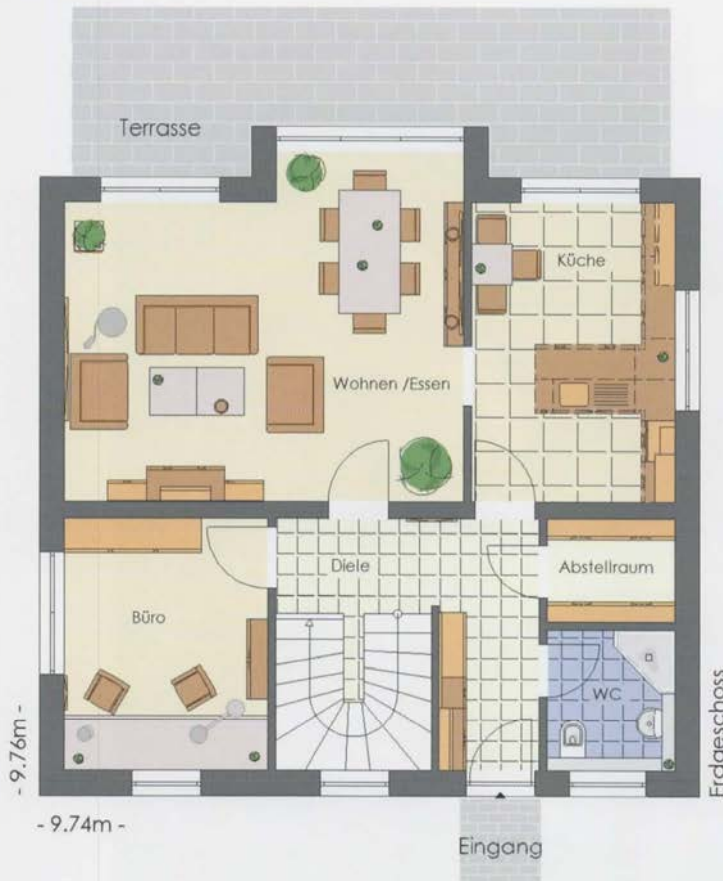 Terrasse
Küche
Wohnen /Essen
Diele
Abstellraum
Büro
WC
- 9.76m -
Erdgeschoss
- 9.74m -
Eingang